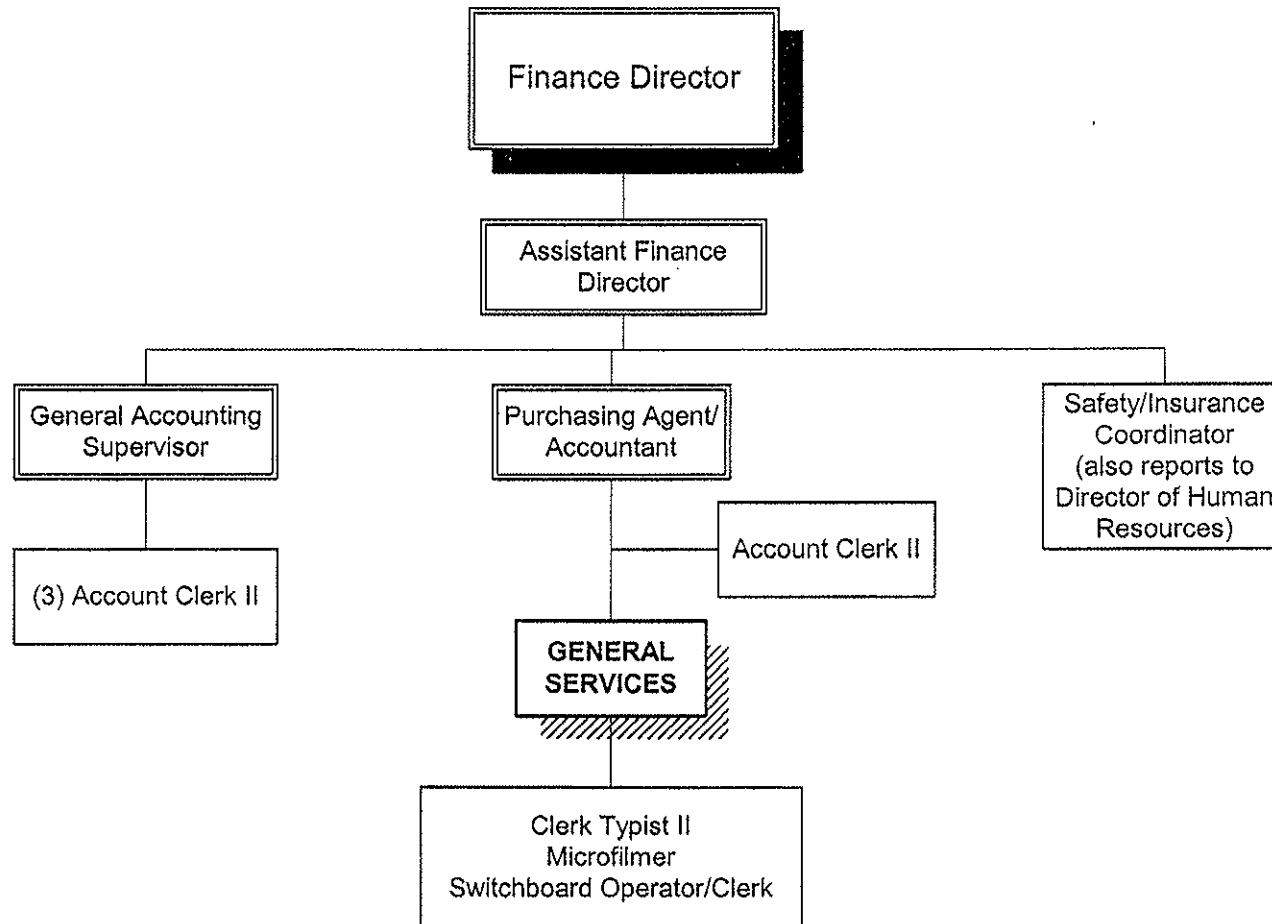 Finance Director
Assistant Finance
Director
General Accounting
Supervisor
Purchasing Agent/
Accountant
Safety/Insurance
Coordinator
(also reports to
Director of Human
Resources)
(3) Account Clerk II
Account Clerk II
GENERAL
SERVICES
Clerk Typist II
Microfilmer
Switchboard Operator/Clerk